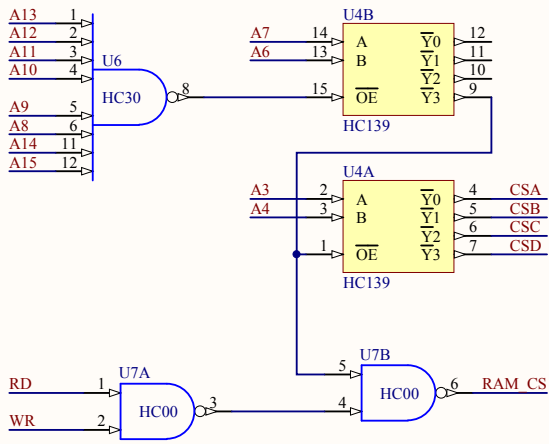 A13 1
A12 2
A11 3
A10 4
A9 5
A8 6
A14 11
A15 12
U6
HC30
8
U4B
A7 14 A
A6 13 B
15 OE
Y0 12
Y1 11
Y2 10
Y3 9
HC139
U4A
A3 2 A
A4 3 B
1 OE
Y0 4 CSA
Y1 5 CSB
Y2 6 CSC
Y3 7 CSD
HC139
U7A
RD 1
WR 2
HC00
3
U7B
5
4
HC00
6 RAM_CS